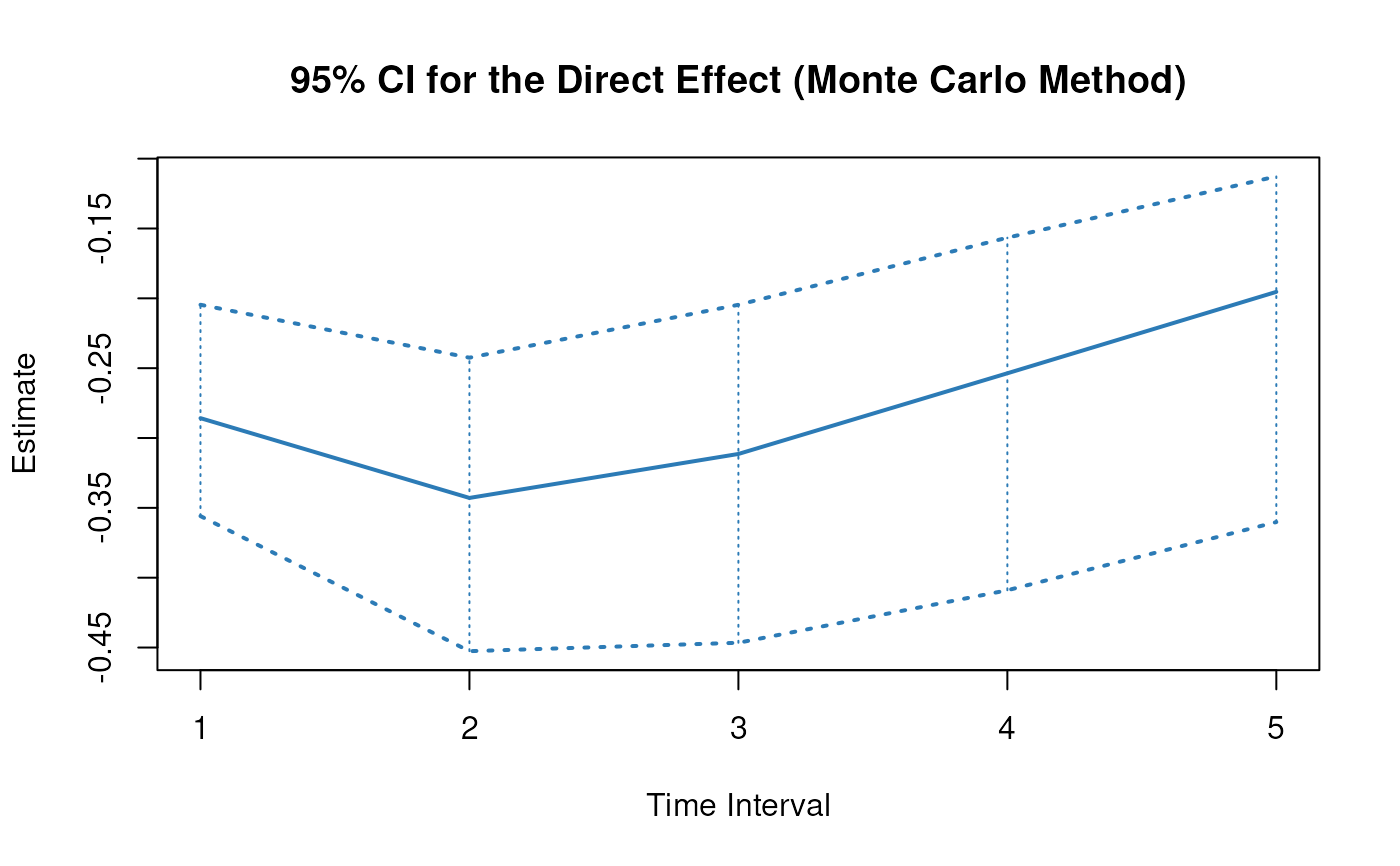 95% CI for the Direct Effect (Monte Carlo Method)
Estimate
-0.15
-0.25
-0.35
-0.45
1 2 3 4 5
Time Interval